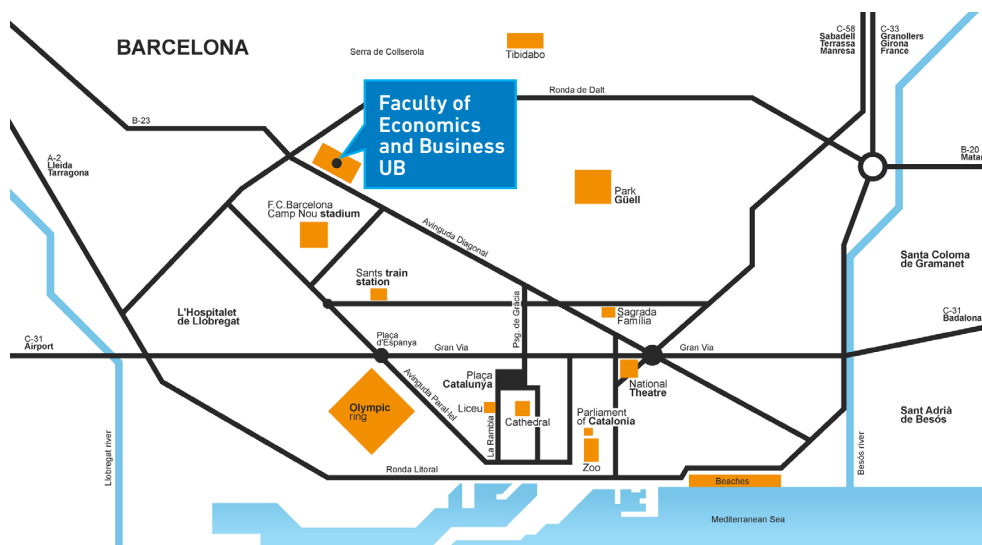 BARCELONA
Serra de Collserola
Tibidabo
C-58
Sabadell
Terrassa
Manresa
C-33
Granollers
Girona
France
Ronda de Dalt
Faculty of
Economics
and Business
UB
B-23
A-2
Lleida
Tarragona
B-20
Matar
Park
Güell
F.C.Barcelona
Camp Nou stadium
Avinguda Diagonal
Santa Coloma
de Gramanet
Sants train
station
Psg. de Gràcia
Sagrada
Família
L'Hospitalet
de Llobregat
C-31
Badalona
C-31
Airport
Plaça
d'Espanya
Gran Via
Gran Via
Plaça
Catalunya
National
Theatre
Avinguda Paral·lel
Olympic
ring
Liceu
La Rambla
Cathedral
Parliament
of Catalonia
Zoo
Sant Adrià
de Besós
Llobregat river
Besós river
Ronda Litoral
Beaches
Mediterranean Sea